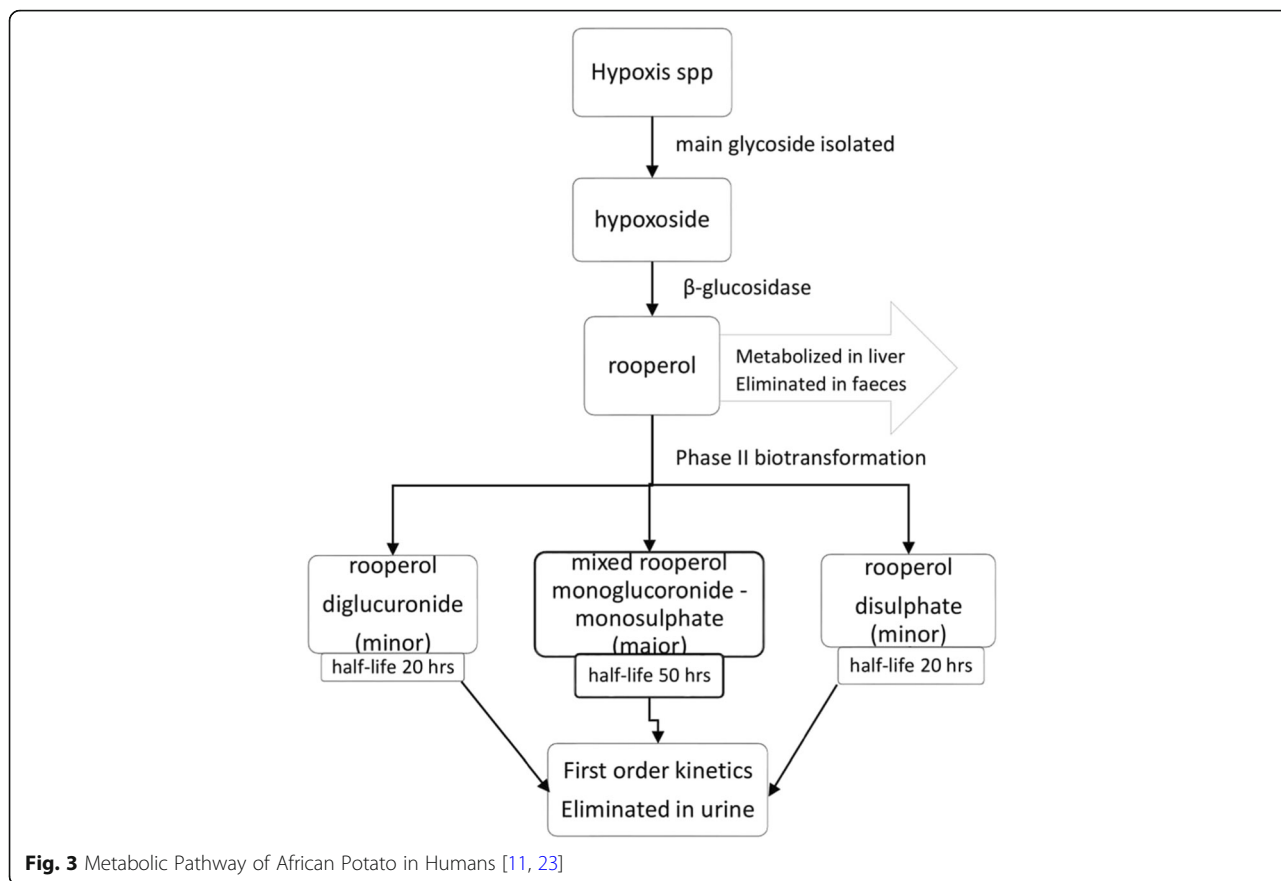 Hypoxis spp
main glycoside isolated
hypoxoside
β-glucosidase
rooperol
Metabolized in liver
Eliminated in faeces
Phase II biotransformation
rooperol
diglucuronide
(minor)
half-life 20 hrs
mixed rooperol
monoglucoronide -
monosulphate
(major)
half-life 50 hrs
rooperol
disulphate
(minor)
half-life 20 hrs
First order kinetics
Eliminated in urine
Fig. 3 Metabolic Pathway of African Potato in Humans [11, 23]